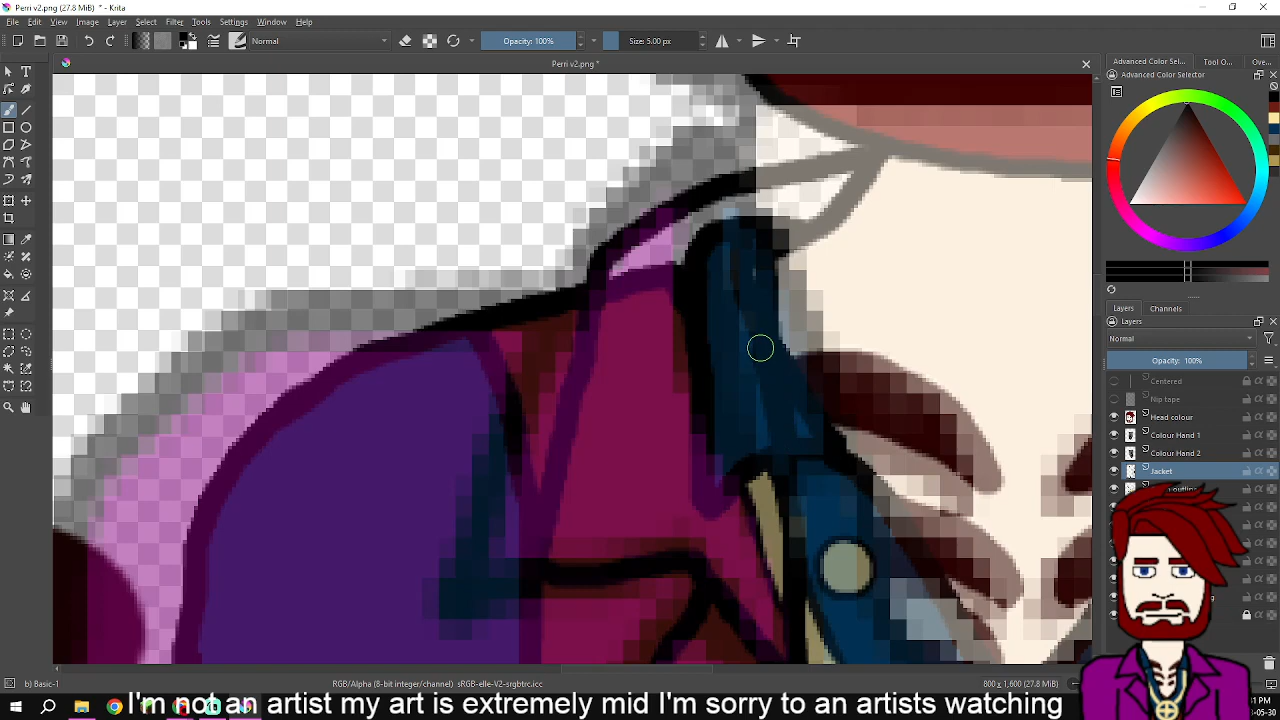 Perri v2.png * - Krita
File Edit View Image Layer Select Filter Tools Settings Window Help
Normal Opacity: 100% Size: 5.00 px
Perri v2.png*
Advanced Color Sel... Tool O... Ove...
Advanced Color Selector
Layers Channels
Layers
Normal
Opacity: 100%
Centered
Nip tape
Head colour
Colour Hand 1
Colour Hand 2
Jacket
outline
b) Basic-1 RGB/Alpha (8-bit integer/channel) sRGB-elle-V2-srgbtrc.icc 800 x 1,600 (27.8 MiB)
I'm not an artist my art is extremely mid I'm sorry to an artists watching